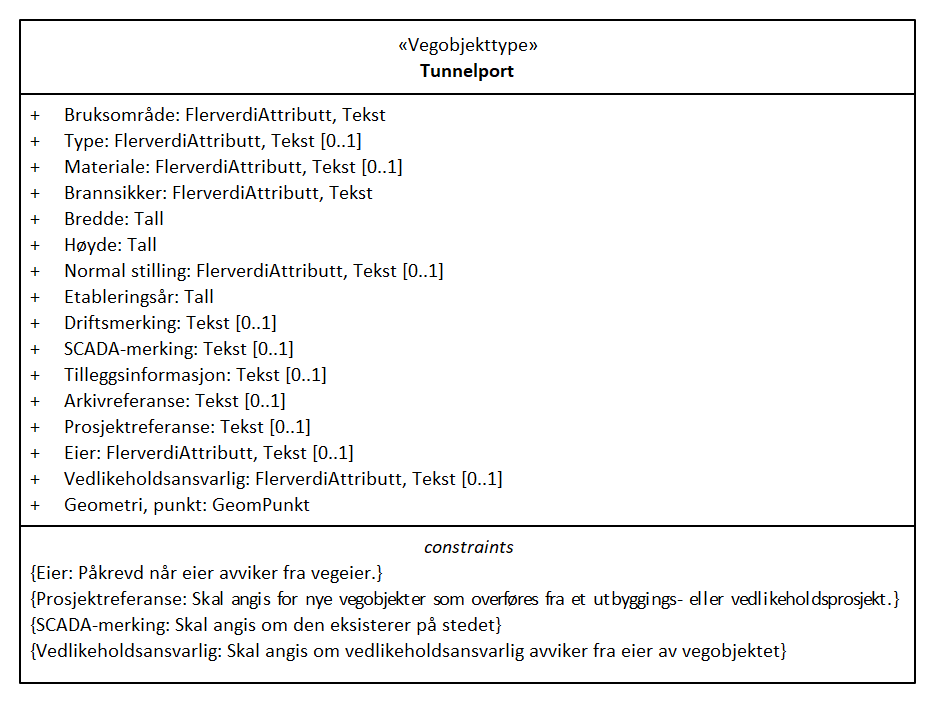 «Vegobjekttype»
Tunnelport
+ Bruksområde: FlerverdiAttributt, Tekst
+ Type: FlerverdiAttributt, Tekst [0..1]
+ Materiale: FlerverdiAttributt, Tekst [0..1]
+ Brannsikker: FlerverdiAttributt, Tekst
+ Bredde: Tall
+ Høyde: Tall
+ Normal stilling: FlerverdiAttributt, Tekst [0..1]
+ Etableringsår: Tall
+ Driftsmerking: Tekst [0..1]
+ SCADA-merking: Tekst [0..1]
+ Tilleggsinformasjon: Tekst [0..1]
+ Arkivreferanse: Tekst [0..1]
+ Prosjektreferanse: Tekst [0..1]
+ Eier: FlerverdiAttributt, Tekst [0..1]
+ Vedlikeholdsansvarlig: FlerverdiAttributt, Tekst [0..1]
+ Geometri, punkt: GeomPunkt
constraints
{Eier: Påkrevd når eier avviker fra vegeier.}
{Prosjektreferanse: Skal angis for nye vegobjekter som overføres fra et utbyggings- eller vedlikeholdsprosjekt.}
{SCADA-merking: Skal angis om den eksisterer på stedet}
{Vedlikeholdsansvarlig: Skal angis om vedlikeholdsansvarlig avviker fra eier av vegobjektet}